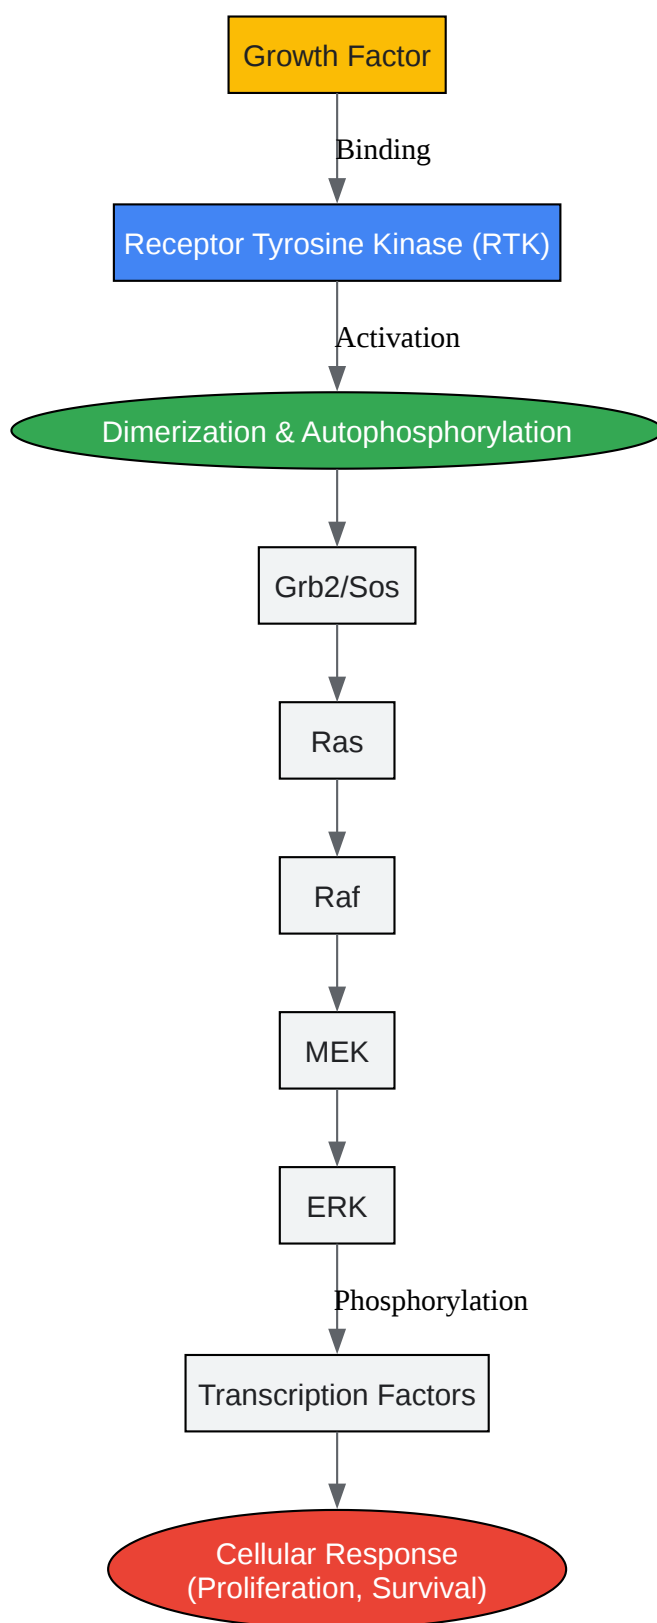 Growth Factor
Binding
Receptor Tyrosine Kinase (RTK)
Activation
Dimerization & Autophosphorylation
Grb2/Sos
Ras
Raf
MEK
ERK
Phosphorylation
Transcription Factors
Cellular Response
(Proliferation, Survival)